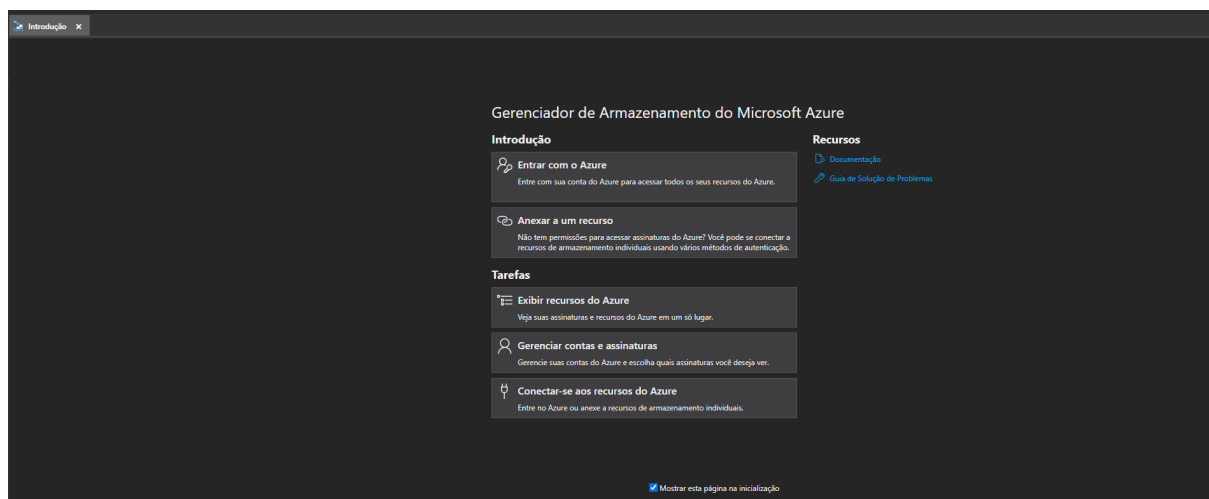 Introdução
Gerenciador de Armazenamento do Microsoft Azure
Introdução
Entrar com o Azure
Entre com sua conta do Azure para acessar todos os seus recursos do Azure.
Anexar a um recurso
Não tem permissões para acessar assinaturas do Azure? Você pode se conectar a
recursos de armazenamento individuais usando vários métodos de autenticação.
Tarefas
Exibir recursos do Azure
Veja suas assinaturas e recursos do Azure em um só lugar.
Gerenciar contas e assinaturas
Gerencie suas contas do Azure e escolha quais assinaturas você deseja ver.
Conectar-se aos recursos do Azure
Entre no Azure ou anexe a recursos de armazenamento individuais.
Recursos
Documentação
Guia de Solução de Problemas
Mostrar esta página na inicialização